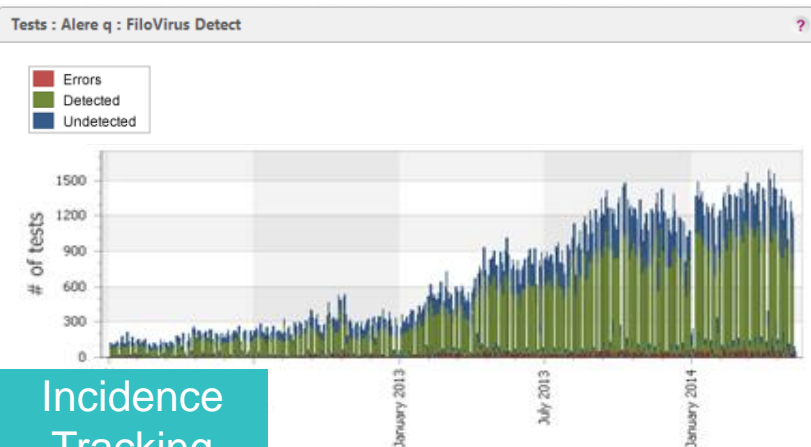 Tests : Alere q : FiloVirus Detect
?
Errors
Detected
Undetected
# of tests
1500
1200
900
600
300
0
January 2013
July 2013
January 2014
Incidence
Tracking